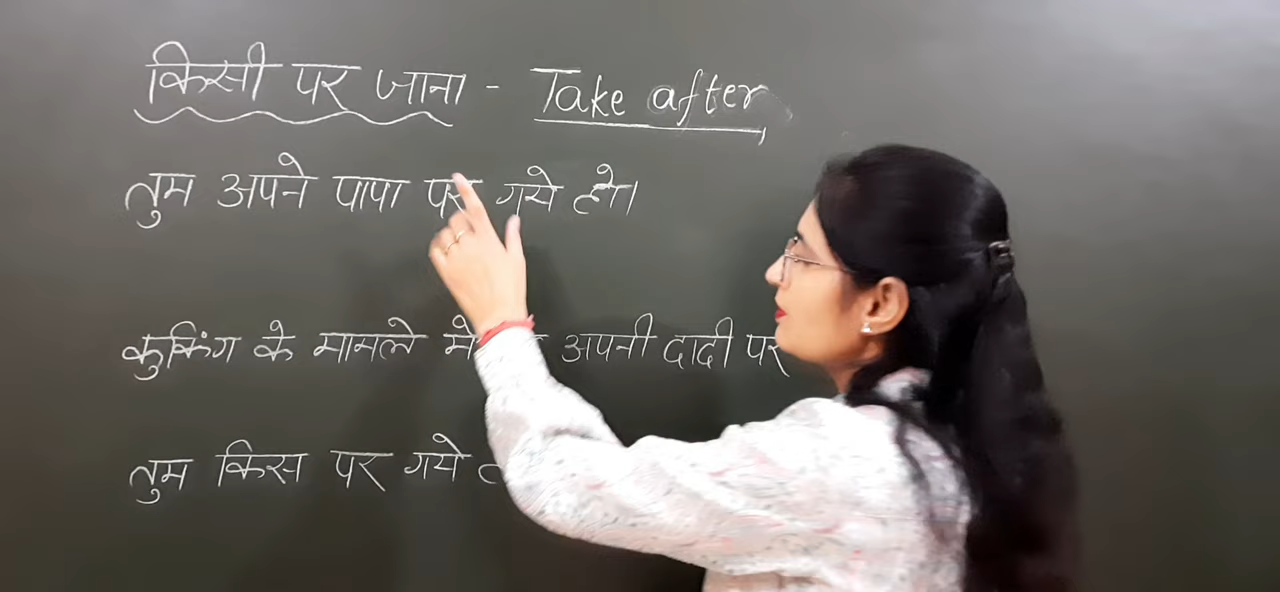 किसी पर जाना - Take after
तुम अपने पापा पर गये हो।
कुकिंग के मामले में अपनी दादी पर
तुम किस पर गये